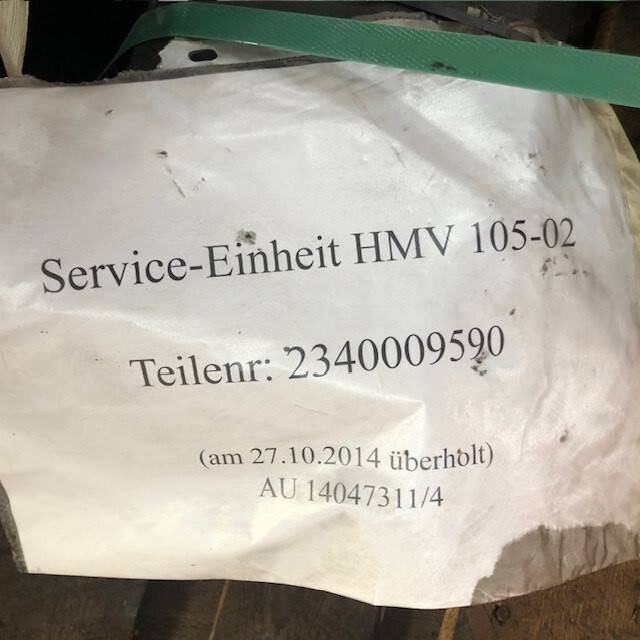 Service-Einheit HMV 105-02
Teilenr: 2340009590
(am 27.10.2014 überholt)
AU 14047311/4